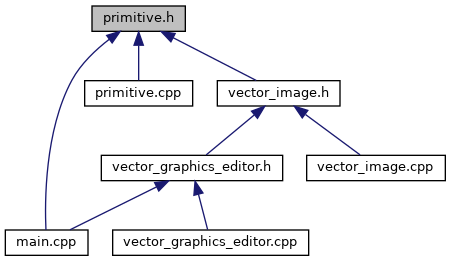 primitive.h
primitive.cpp
vector_image.h
vector_graphics_editor.h
vector_image.cpp
main.cpp
vector_graphics_editor.cpp